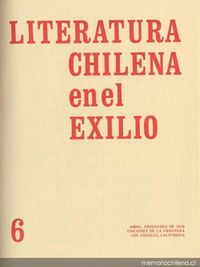 LITERATURA
CHILENA
en el
EXILIO
6
ABRIL, PRIMAVERA DE 1978
EDICIONES DE LA FRONTERA
LOS ANGELES, CALIFORNIA
memoriachilena.cl